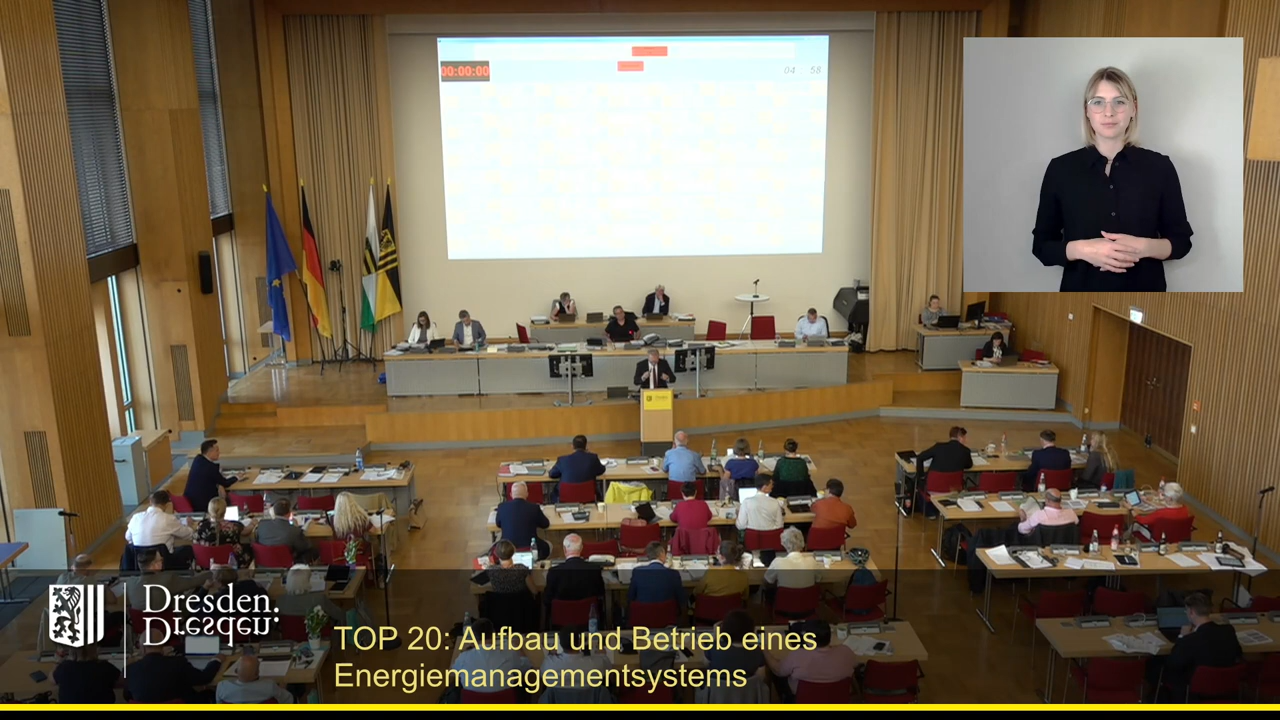 00:00:00
04 58
Dresden.
Dresden.
TOP 20: Aufbau und Betrieb eines
Energiemanagementsystems